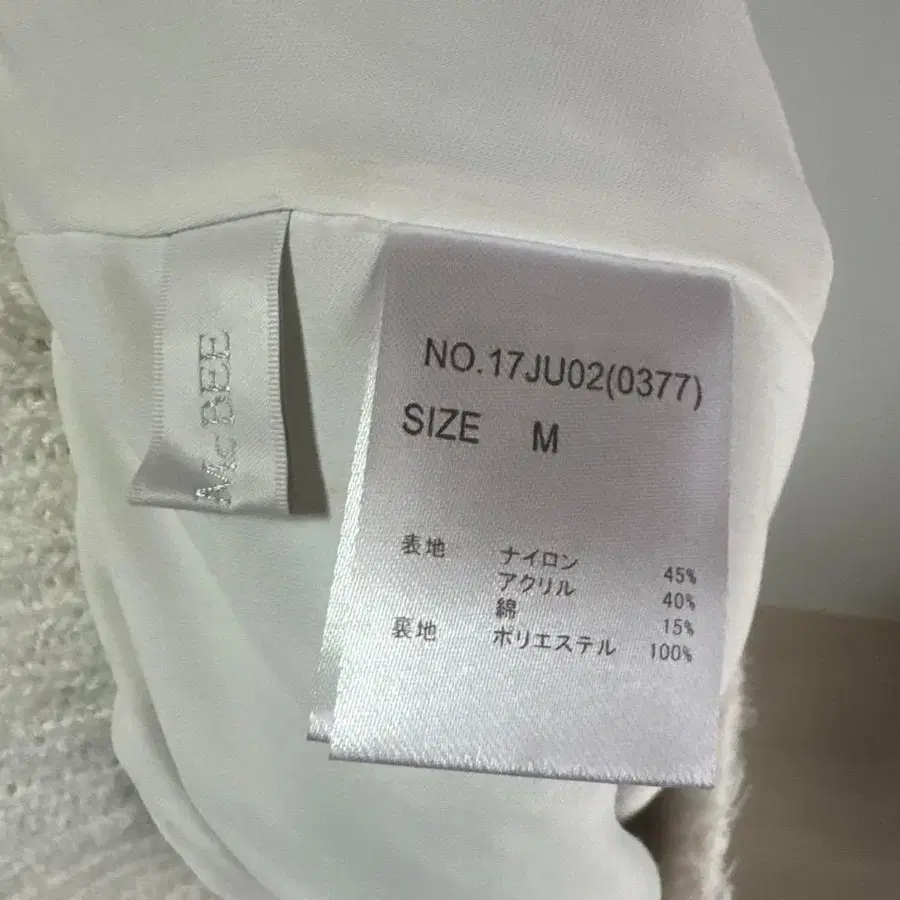 Mc BEE
NO.17JU02(0377)
SIZE M
表地 ナイロン 45%
アクリル 40%
綿 15%
裏地 ポリエステル 100%